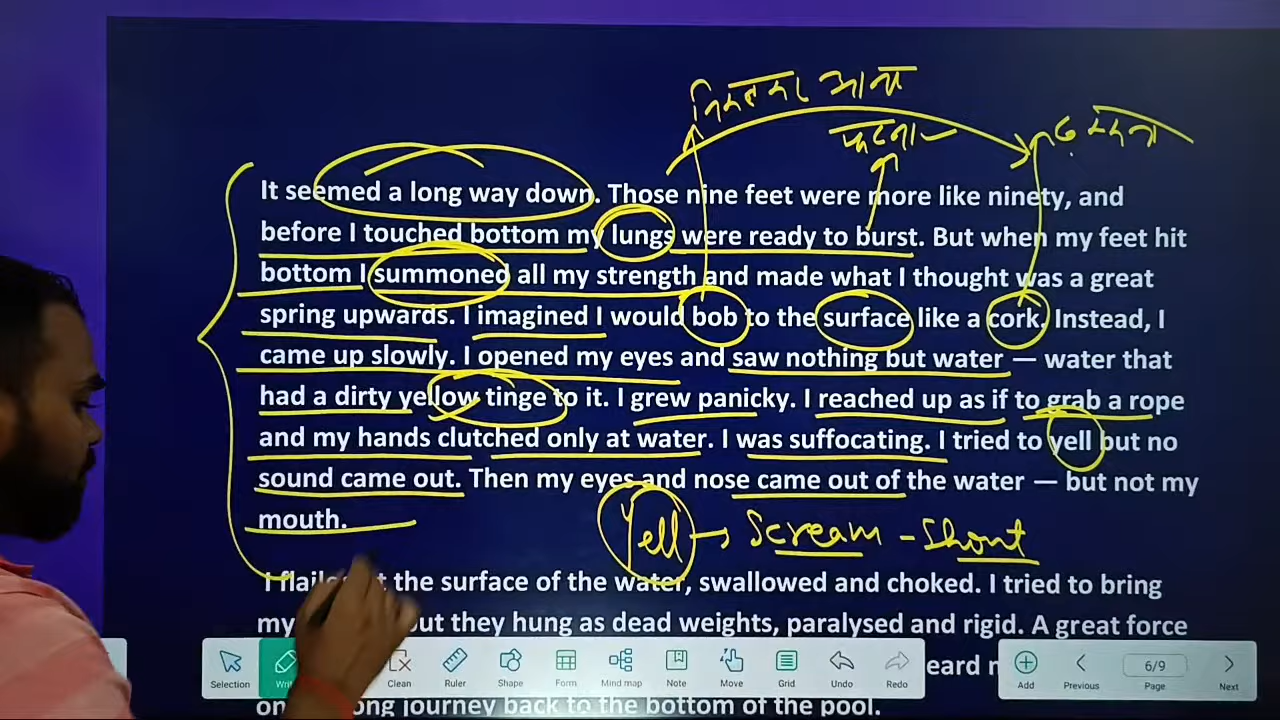 निकलकर आना
फटना
It seemed a long way down. Those nine feet were more like ninety, and
before I touched bottom my lungs were ready to burst. But when my feet hit
bottom I summoned all my strength and made what I thought was a great
spring upwards. I imagined I would bob to the surface like a cork. Instead, I
came up slowly. I opened my eyes and saw nothing but water — water that
had a dirty yellow tinge to it. I grew panicky. I reached up as if to grab a rope
and my hands clutched only at water. I was suffocating. I tried to yell but no
sound came out. Then my eyes and nose came out of the water — but not my
mouth.
Yell → Scream - Shout
I flailed at the surface of the water, swallowed and choked. I tried to bring
my but they hung as dead weights, paralysed and rigid. A great force
heard
journey back to the bottom of the pool.
Selection Clean Ruler Shape Form Mind map Note Move Grid Undo Redo
Add Previous 6/9 Page Next